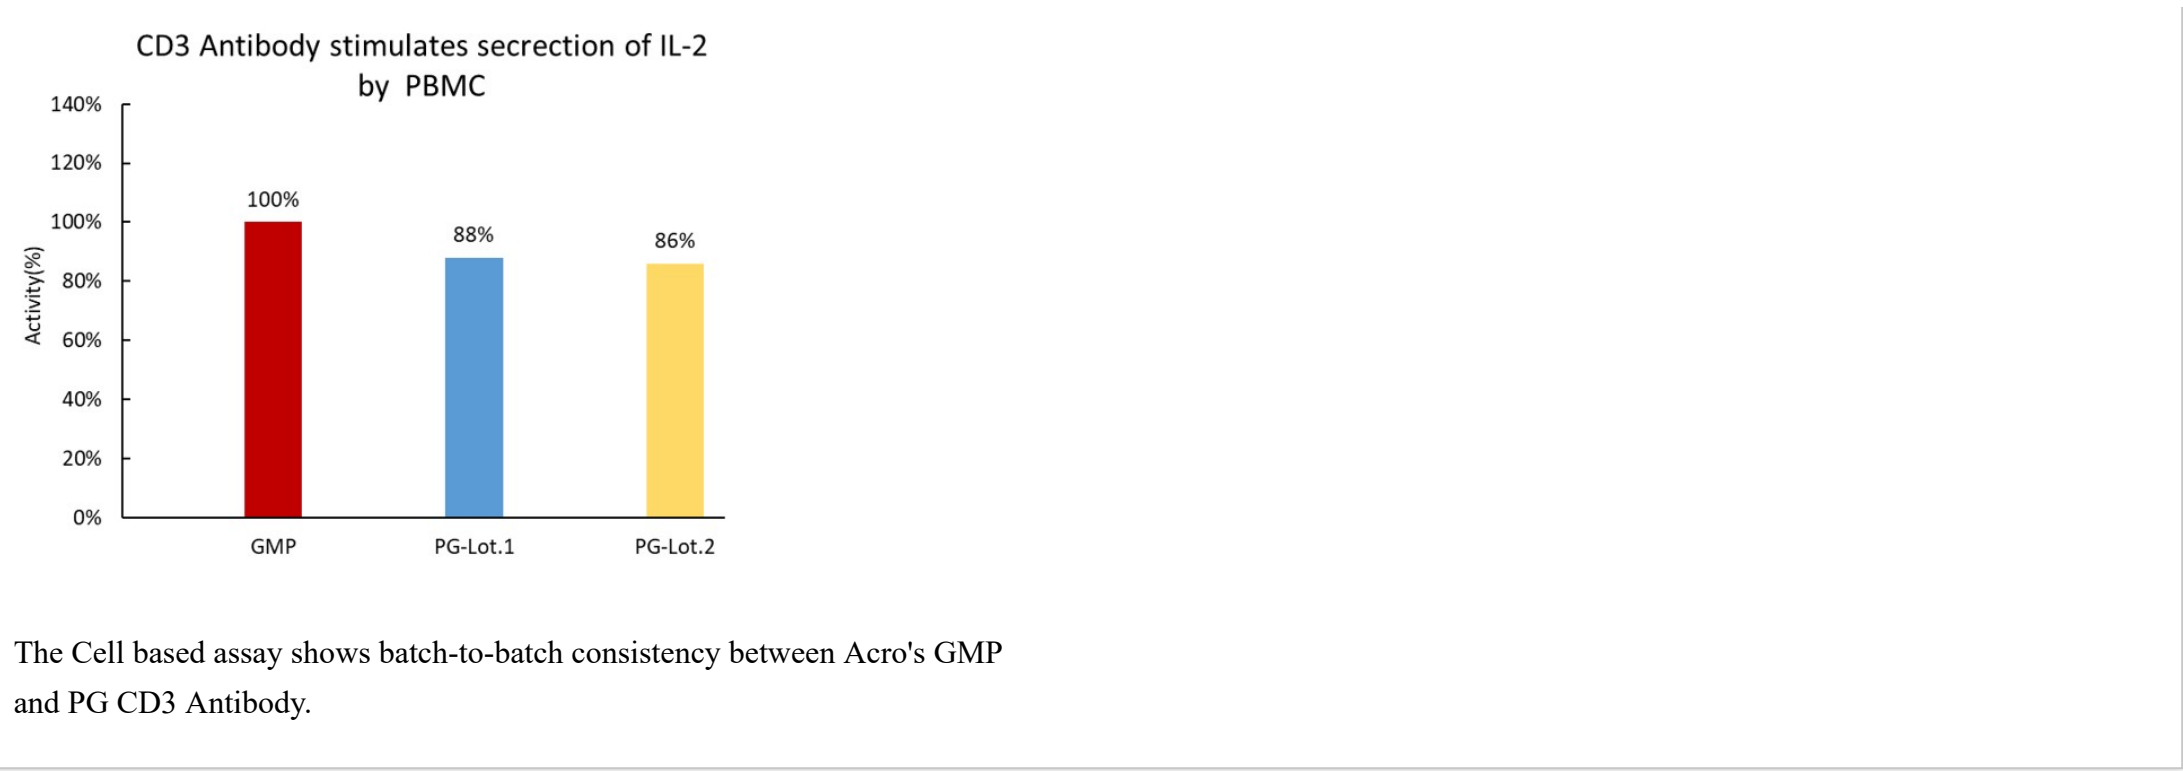 CD3 Antibody stimulates secrection of IL-2
by PBMC
140%
120%
100%
80%
60%
40%
20%
0%
Activity(%)
100%
88%
86%
GMP
PG-Lot.1
PG-Lot.2
The Cell based assay shows batch-to-batch consistency between Acro's GMP
and PG CD3 Antibody.